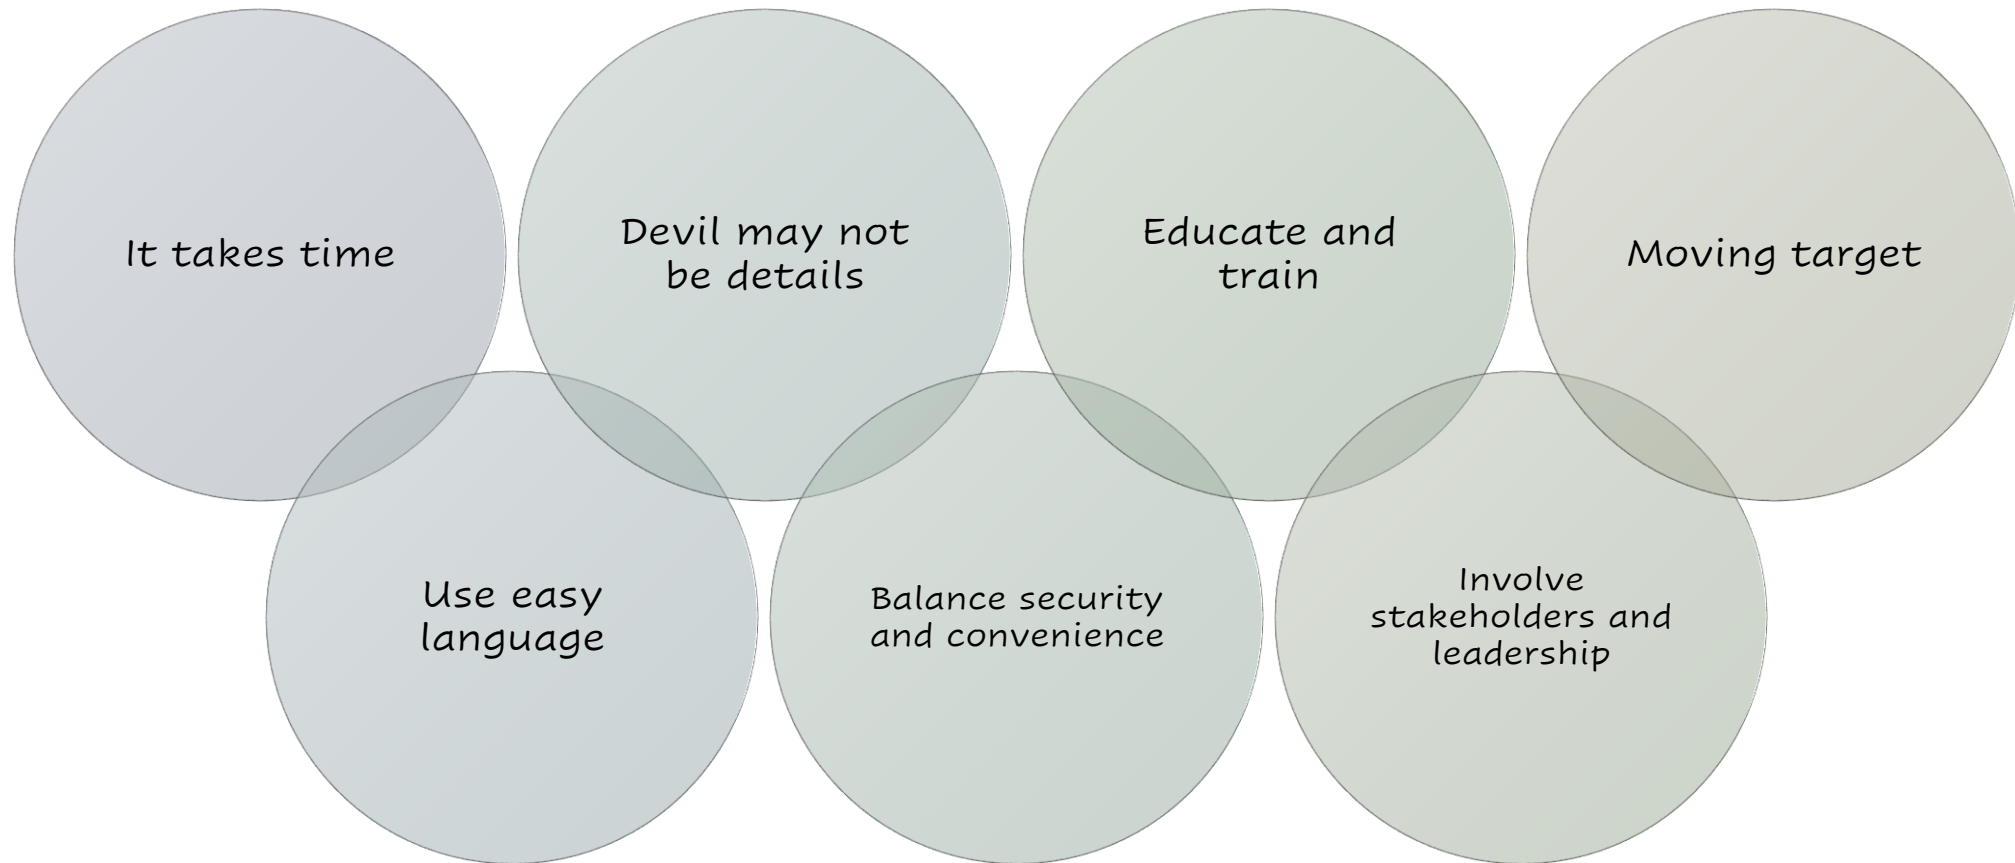 It takes time
Devil may not
be details
Educate and
train
Moving target
Use easy
language
Balance security
and convenience
Involve
stakeholders and
leadership